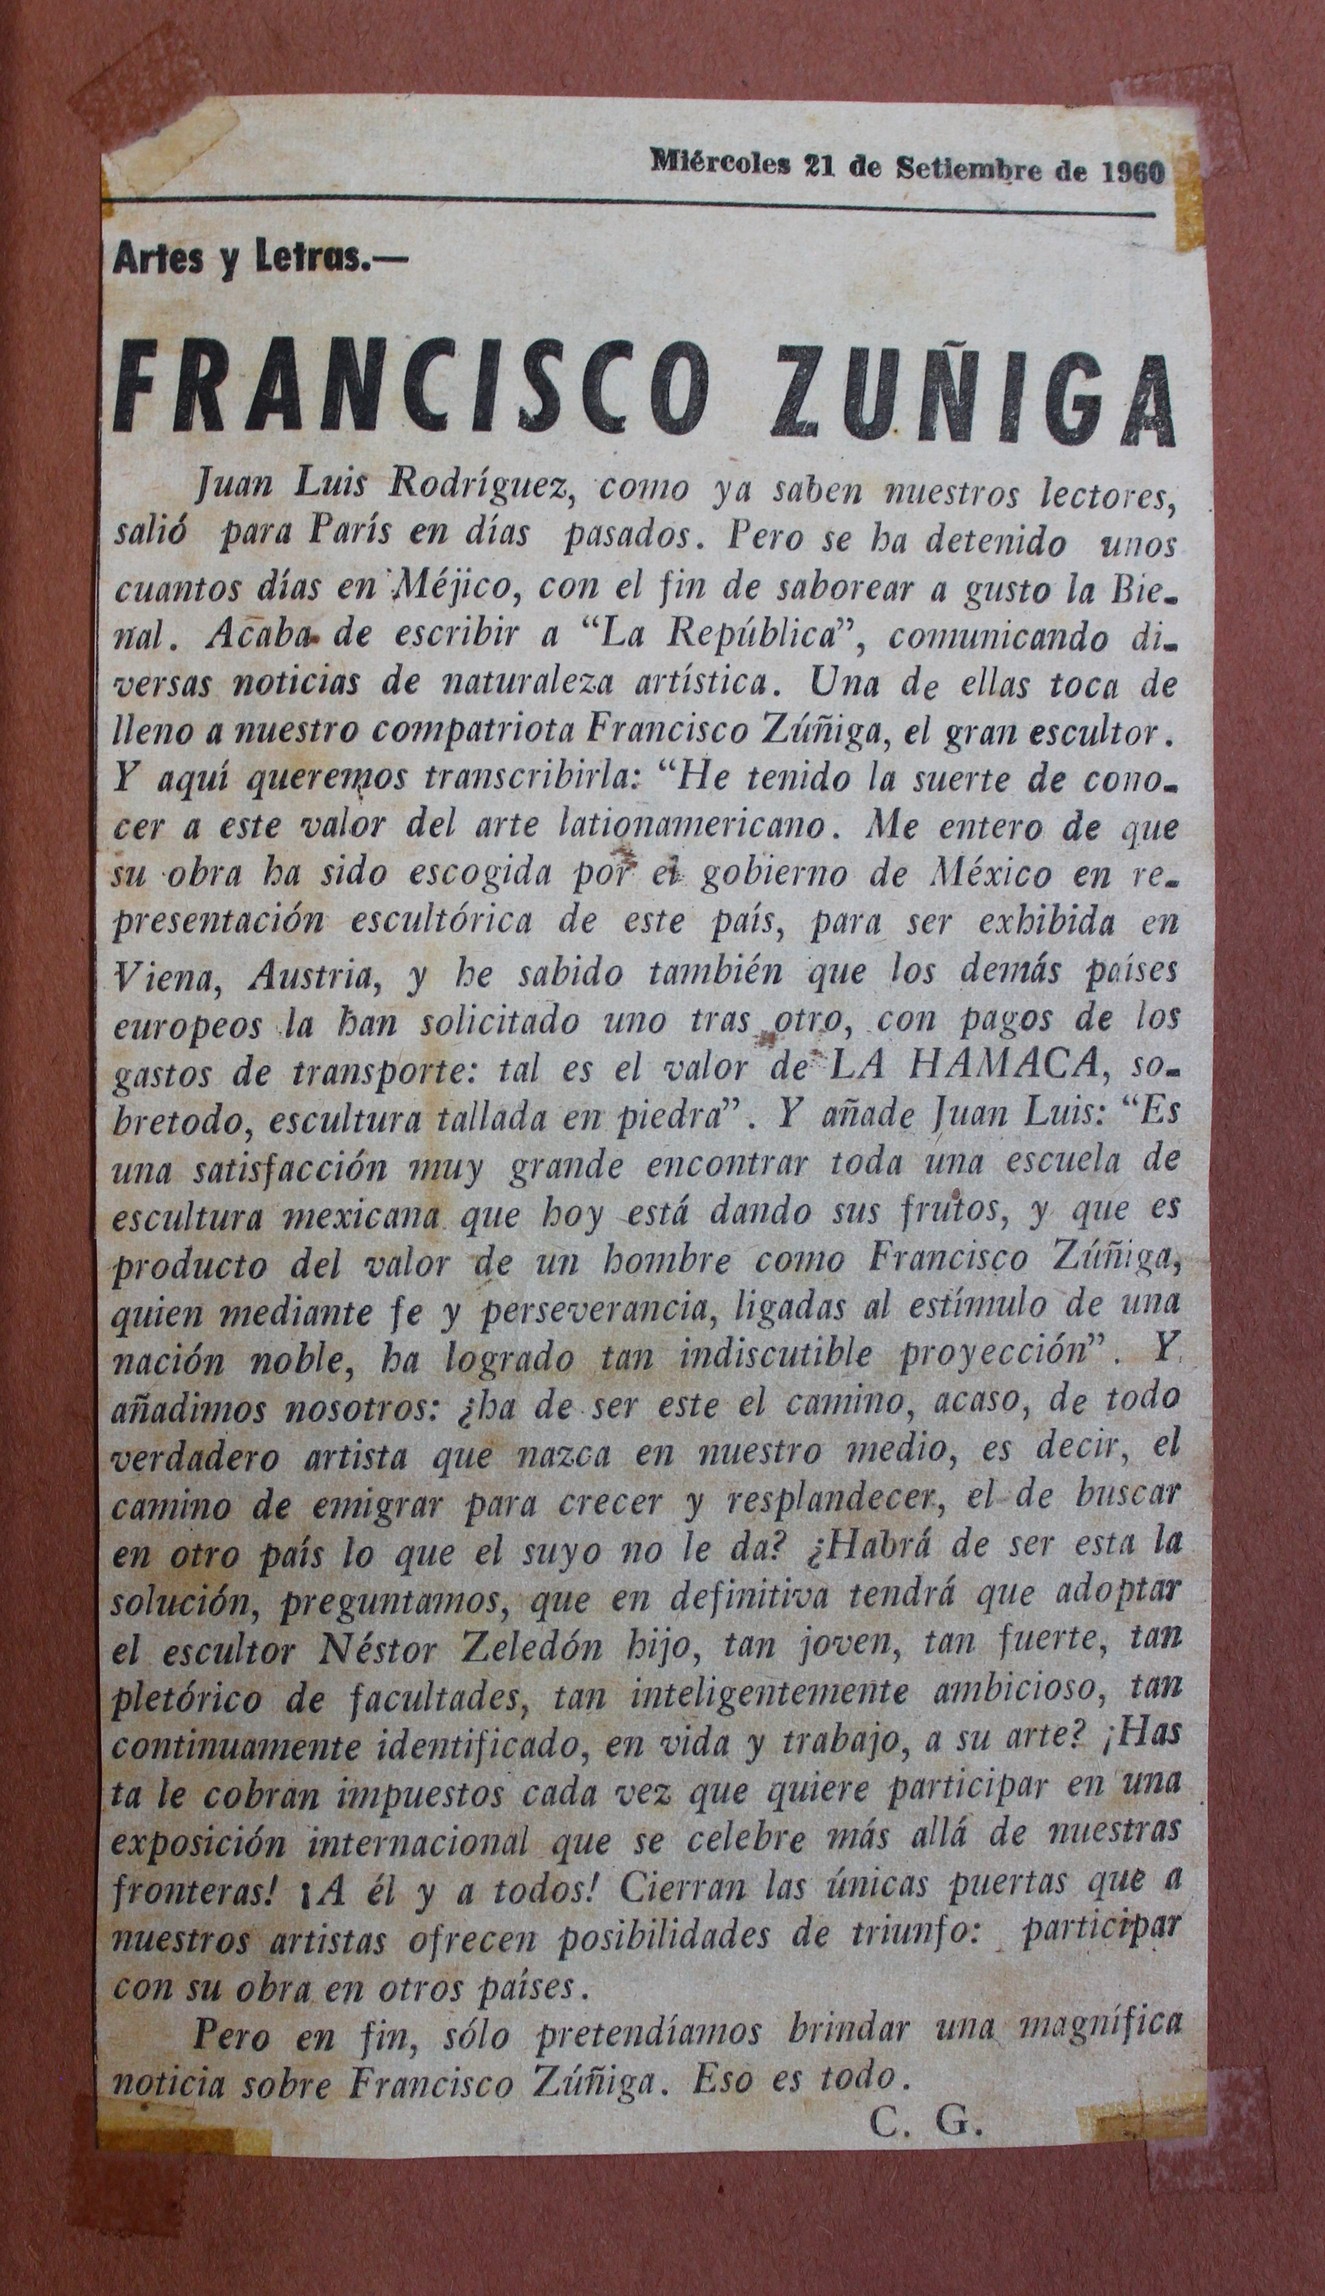 Miércoles 21 de Setiembre de 1960
Artes y Letras.—
FRANCISCO ZUÑIGA
Juan Luis Rodríguez, como ya saben nuestros lectores,
salió para París en días pasados. Pero se ha detenido unos
cuantos días en Méjico, con el fin de saborear a gusto la Bie-
nal. Acaba de escribir a “La República”, comunicando di-
versas noticias de naturaleza artística. Una de ellas toca de
lleno a nuestro compatriota Francisco Zúñiga, el gran escultor.
Y aquí queremos transcribirla: “He tenido la suerte de cono-
cer a este valor del arte lationamericano. Me entero de que
su obra ha sido escogida por el gobierno de México en re-
presentación escultórica de este país, para ser exhibida en
Viena, Austria, y he sabido también que los demás países
europeos la han solicitado uno tras otro, con pagos de los
gastos de transporte: tal es el valor de LA HAMACA, so-
bretodo, escultura tallada en piedra”. Y añade Juan Luis: “Es
una satisfacción muy grande encontrar toda una escuela de
escultura mexicana que hoy está dando sus frutos, y que es
producto del valor de un hombre como Francisco Zúñiga,
quien mediante fe y perseverancia, ligadas al estímulo de una
nación noble, ha logrado tan indiscutible proyección”. Y
añadimos nosotros: ¿ha de ser este el camino, acaso, de todo
verdadero artista que nazca en nuestro medio, es decir, el
camino de emigrar para crecer y resplandecer, el de buscar
en otro país lo que el suyo no le da? ¿Habrá de ser esta la
solución, preguntamos, que en definitiva tendrá que adoptar
el escultor Néstor Zeledón hijo, tan joven, tan fuerte, tan
pletórico de facultades, tan inteligentemente ambicioso, tan
continuamente identificado, en vida y trabajo, a su arte? ¡Has
ta le cobran impuestos cada vez que quiere participar en una
exposición internacional que se celebre más allá de nuestras
fronteras! ¡A él y a todos! Cierran las únicas puertas que a
nuestros artistas ofrecen posibilidades de triunfo: participar
con su obra en otros países.
Pero en fin, sólo pretendíamos brindar una magnífica
noticia sobre Francisco Zúñiga. Eso es todo.
C. G.